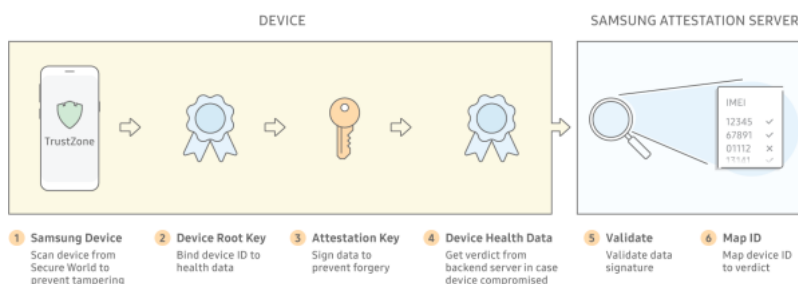 DEVICE
SAMSUNG ATTESTATION SERVER
TrustZone
IMEI
12345
67891
01112
13141
1 Samsung Device
Scan device from
Secure World to
prevent tampering
2 Device Root Key
Bind device ID to
health data
3 Attestation Key
Sign data to
prevent forgery
4 Device Health Data
Get verdict from
backend server in case
device compromised
5 Validate
Validate data
signature
6 Map ID
Map device ID
to verdict